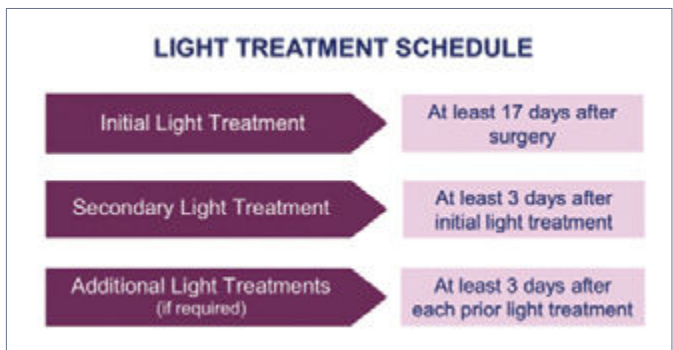 LIGHT TREATMENT SCHEDULE
Initial Light Treatment
At least 17 days after
surgery
Secondary Light Treatment
At least 3 days after
initial light treatment
Additional Light Treatments
(if required)
At least 3 days after
each prior light treatment